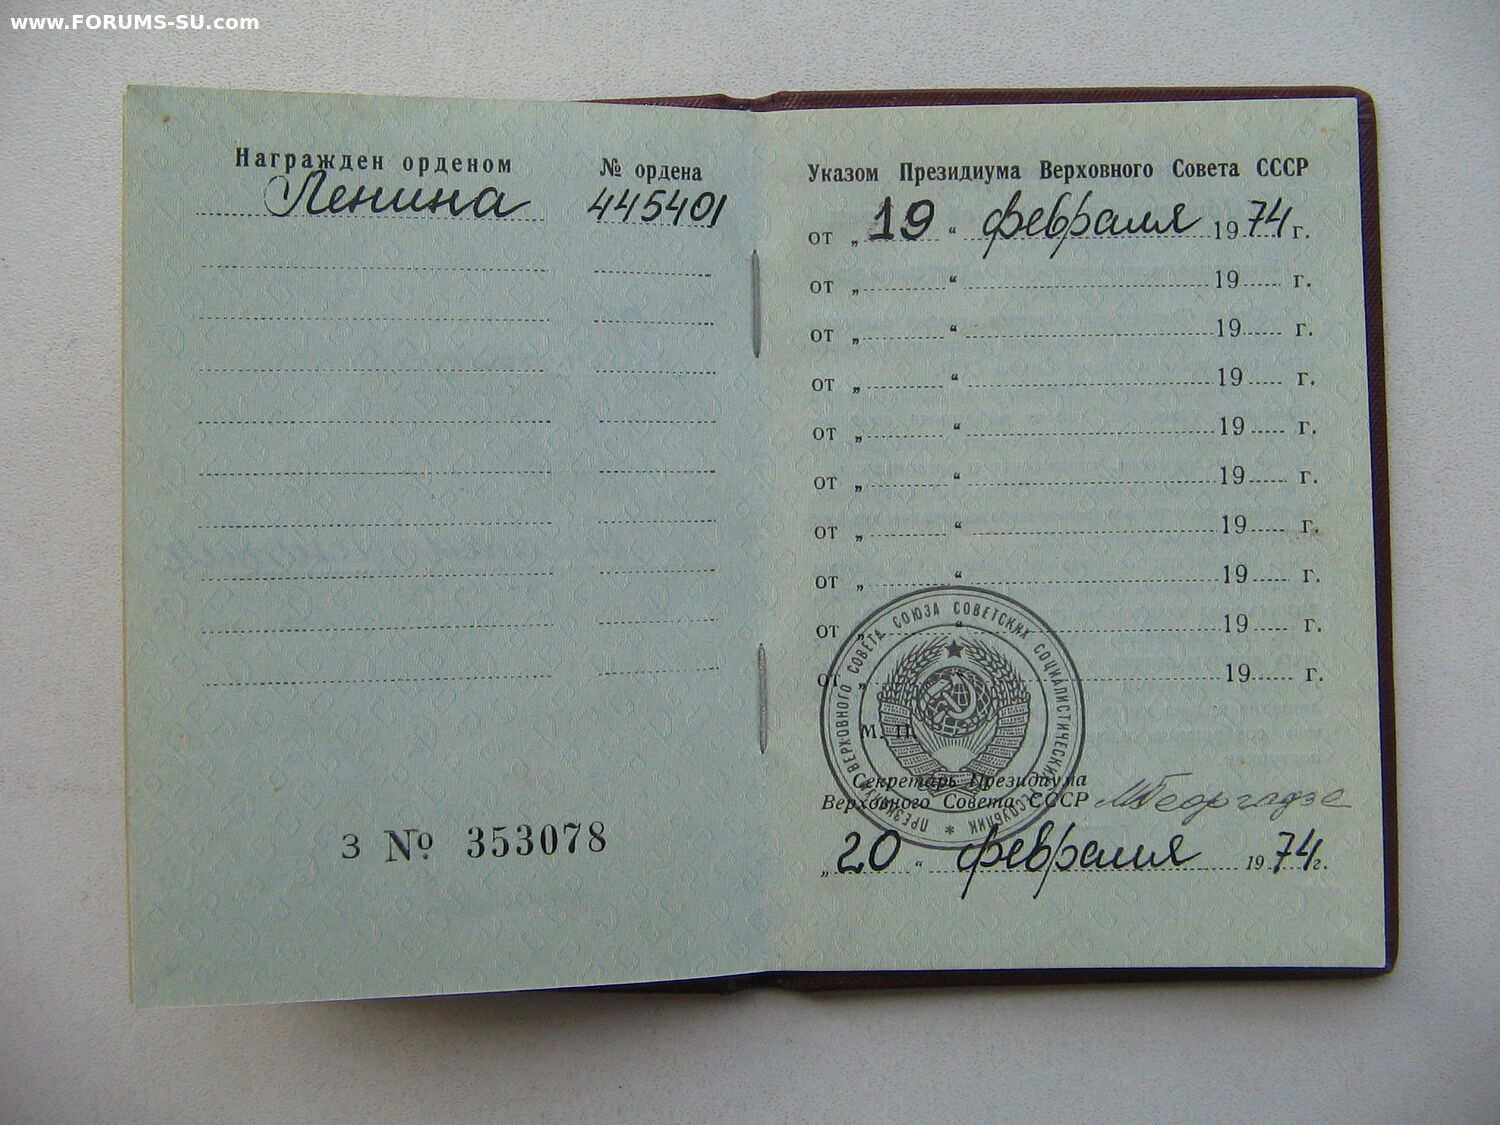 www.FORUMS-SU.com
Награжден орденом № ордена
Ленина 445401
З № 353078
Указом Президиума Верховного Совета СССР
от „ 19 “ февраля 1974 г.
от „ “ 19 г.
от „ “ 19 г.
от „ “ 19 г.
от „ “ 19 г.
от „ “ 19 г.
от „ “ 19 г.
от „ “ 19 г.
от „ “ 19 г.
от „ “ 19 г.
ПРЕЗИДИУМ ВЕРХОВНОГО СОВЕТА СОЮЗА СОВЕТСКИХ СОЦИАЛИСТИЧЕСКИХ РЕСПУБЛИК *
М. П.
Секретарь Президиума
Верховного Совета СССР М Георгадзе
„ 20 “ февраля 1974 г.